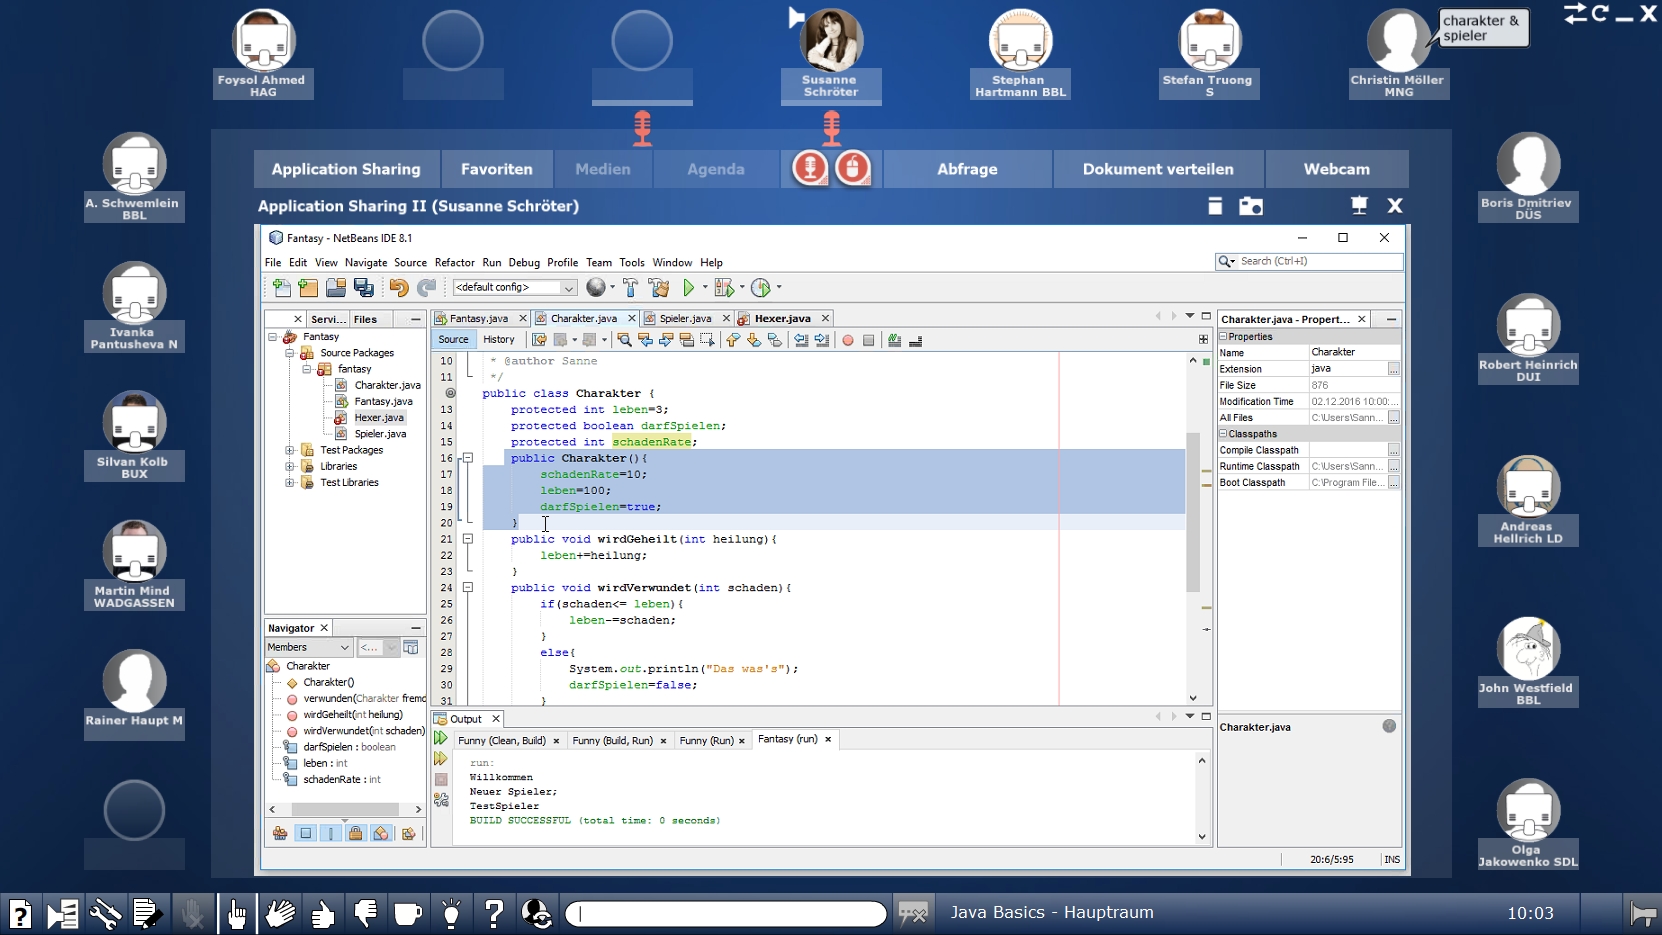 Foysol Ahmed
HAG
Susanne
Schröter
Stephan
Hartmann BBL
Stefan Truong
S
Christin Möller
MNG
charakter &
spieler
A. Schwemlein
BBL
Ivanka
Pantusheva N
Silvan Kolb
BUX
Martin Mind
WADGASSEN
Rainer Haupt M
Boris Dmitriev
DÜS
Robert Heinrich
DUI
Andreas
Hellrich LD
John Westfield
BBL
Olga
Jakowenko SDL
Application Sharing Favoriten Medien Agenda Abfrage Dokument verteilen Webcam
Application Sharing II (Susanne Schröter)
Fantasy - NetBeans IDE 8.1
File Edit View Navigate Source Refactor Run Debug Profile Team Tools Window Help
Search (Ctrl+I)
<default config>
Servi... Files
Fantasy
Source Packages
fantasy
Charakter.java
Fantasy.java
Hexer.java
Spieler.java
Test Packages
Libraries
Test Libraries
Navigator
Members <...
Charakter
Charakter()
verwunden(Charakter fremd
wirdGeheilt(int heilung)
wirdVerwundet(int schaden)
darfSpielen : boolean
leben : int
schadenRate : int
Fantasy.java Charakter.java Spieler.java Hexer.java
Source History
10 * @author Sanne
11 */
public class Charakter {
13 protected int leben=3;
14 protected boolean darfSpielen;
15 protected int schadenRate;
16 public Charakter(){
17 schadenRate=10;
18 leben=100;
19 darfSpielen=true;
20 }
21 public void wirdGeheilt(int heilung){
22 leben+=heilung;
23 }
24 public void wirdVerwundet(int schaden){
25 if(schaden<= leben){
26 leben-=schaden;
27 }
28 else{
29 System.out.println("Das was's");
30 darfSpielen=false;
31 }
Output
Funny (Clean, Build) Funny (Build, Run) Funny (Run) Fantasy (run)
run:
Willkommen
Neuer Spieler;
TestSpieler
BUILD SUCCESSFUL (total time: 0 seconds)
Charakter.java - Propert...
Properties
Name Charakter
Extension java
File Size 876
Modification Time 02.12.2016 10:00:...
All Files C:\Users\Sann...
Classpaths
Compile Classpath
Runtime Classpath C:\Users\Sann...
Boot Classpath C:\Program File...
Charakter.java
20:6/5:95 INS
Java Basics - Hauptraum
10:03